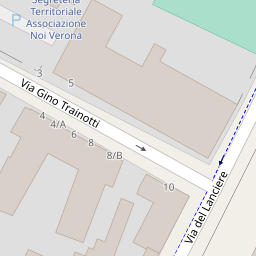 Segreteria
Territoriale
Associazione
Noi Verona
P
3
5
Via Gino Trainotti
4
4/A
6
8
8/B
10
Via del Lanciere